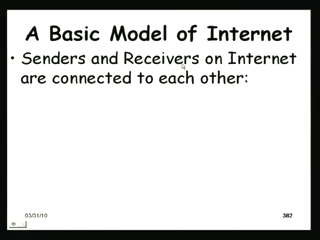 A Basic Model of Internet
• Senders and Receivers on Internet
are connected to each other:
03/31/10
382